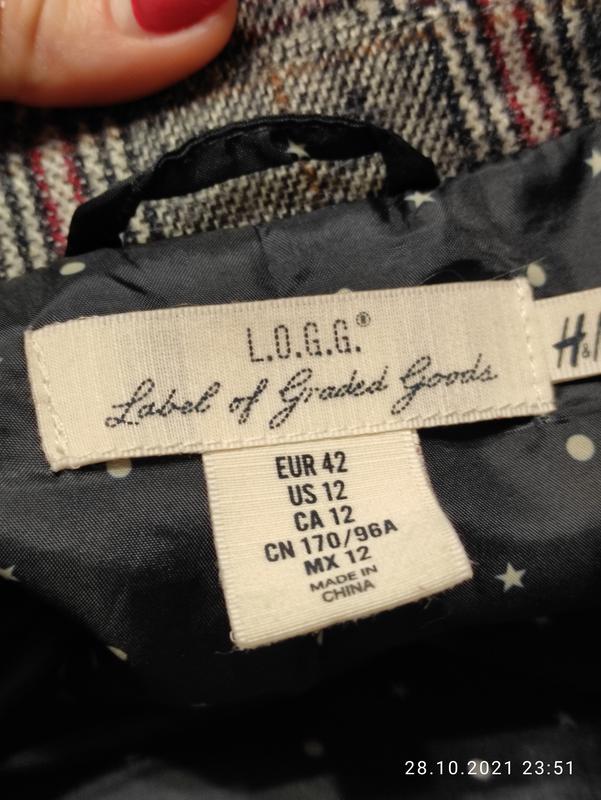 L.O.G.G.®
Label of Graded Goods
H&M
EUR 42
US 12
CA 12
CN 170/96A
MX 12
MADE IN
CHINA
28.10.2021 23:51